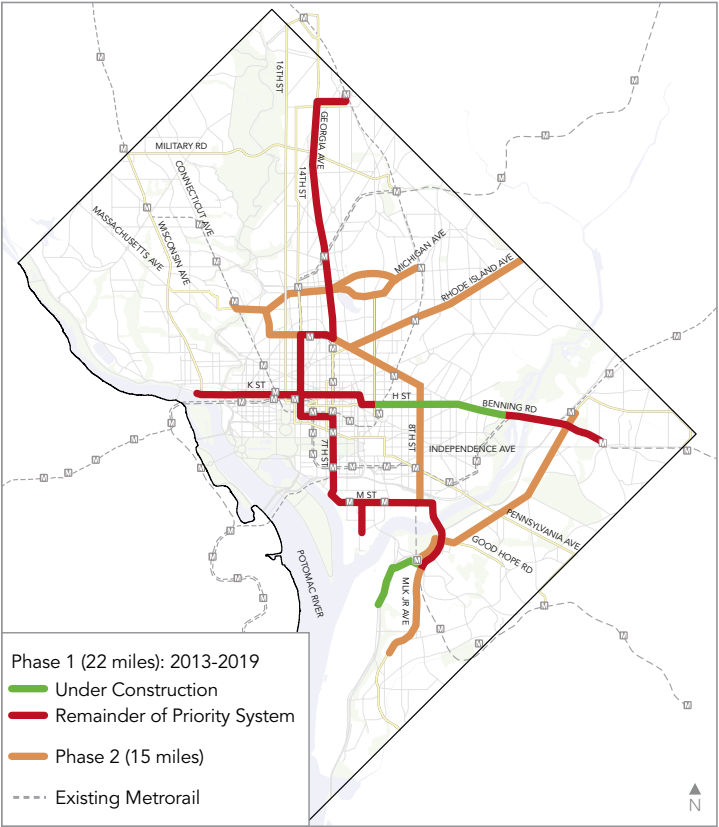 16TH ST
GEORGIA AVE
MILITARY RD
14TH ST
CONNECTICUT AVE
MASSACHUSETTS AVE
WISCONSIN AVE
MICHIGAN AVE
RHODE ISLAND AVE
K ST
H ST
BENNING RD
8TH ST
7TH ST
INDEPENDENCE AVE
M ST
PENNSYLVANIA AVE
GOOD HOPE RD
MLK JR AVE
POTOMAC RIVER
Phase 1 (22 miles): 2013-2019
Under Construction
Remainder of Priority System
Phase 2 (15 miles)
Existing Metrorail
N